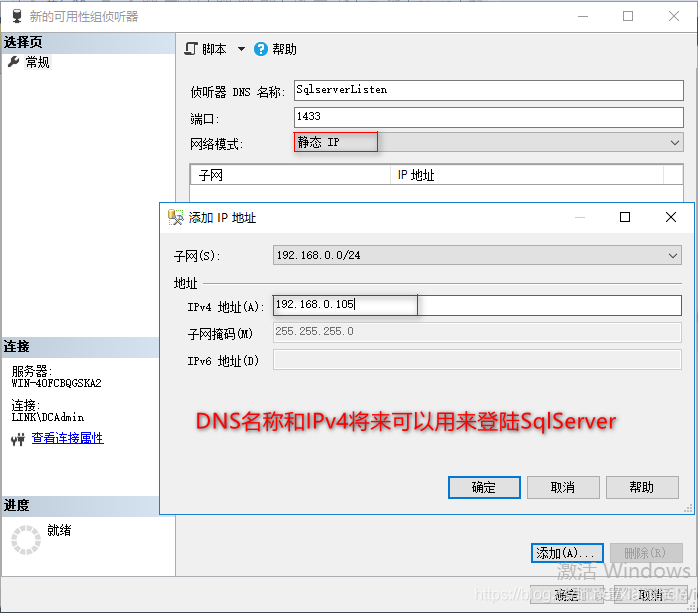 新的可用性组侦听器
选择页
常规
脚本 帮助
侦听器 DNS 名称: SqlserverListen
端口: 1433
网络模式: 静态 IP
子网 IP 地址
添加 IP 地址
子网(S): 192.168.0.0/24
地址
IPv4 地址(A): 192.168.0.105
子网掩码(M) 255.255.255.0
IPv6 地址(D)
DNS名称和IPv4将来可以用来登陆SqlServer
确定 取消 帮助
连接
服务器:
WIN-4OFCBQGSKA2
连接:
LINK\DCAdmin
查看连接属性
进度
就绪
添加(A)... 删除(R)
激活 Windows
确定 取消